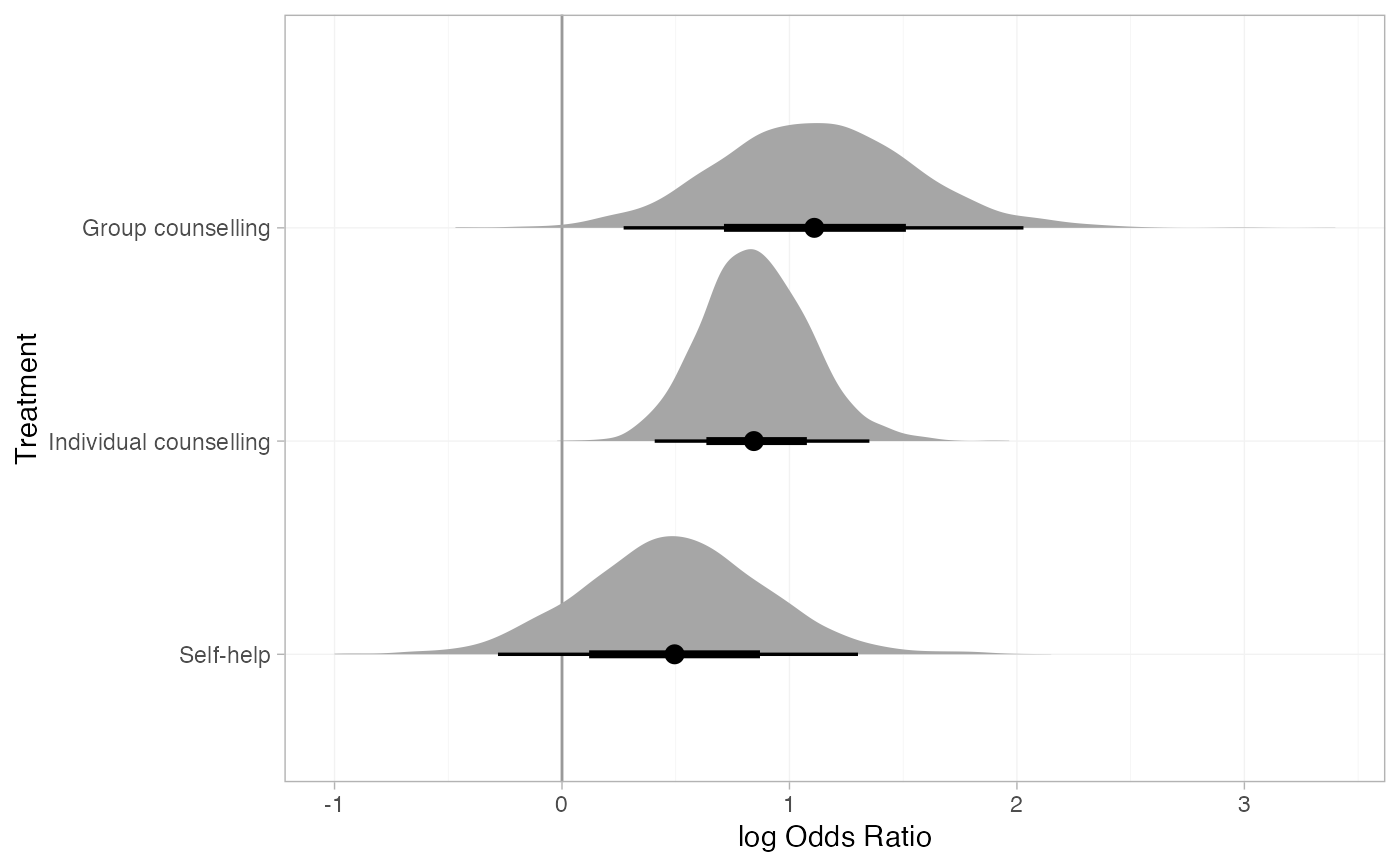 Treatment
Group counselling
Individual counselling
Self-help
-1 0 1 2 3
log Odds Ratio